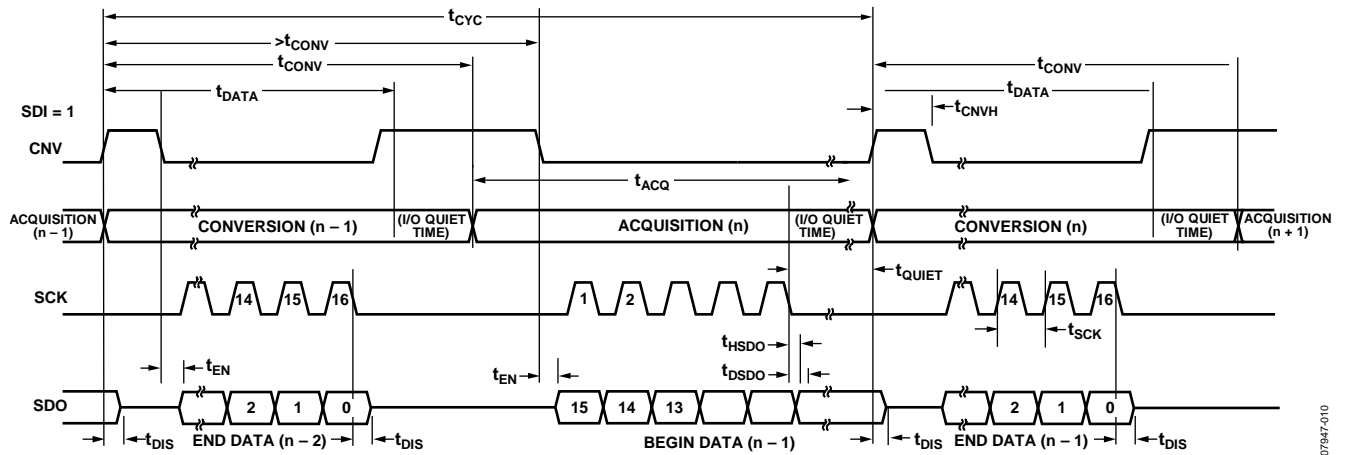 tCYC
>tCONV
tCONV tCONV
tDATA tDATA
SDI = 1
tCNVH
CNV
tACQ
ACQUISITION (n – 1) CONVERSION (n – 1) (I/O QUIET TIME) ACQUISITION (n) (I/O QUIET TIME) CONVERSION (n) (I/O QUIET TIME) ACQUISITION (n + 1)
tQUIET
SCK 14 15 16 1 2 14 15 16
tSCK
tHSDO
tEN tEN tDSDO
SDO 2 1 0 15 14 13 2 1 0
tDIS END DATA (n – 2) tDIS BEGIN DATA (n – 1) tDIS END DATA (n – 1) tDIS
07947-010